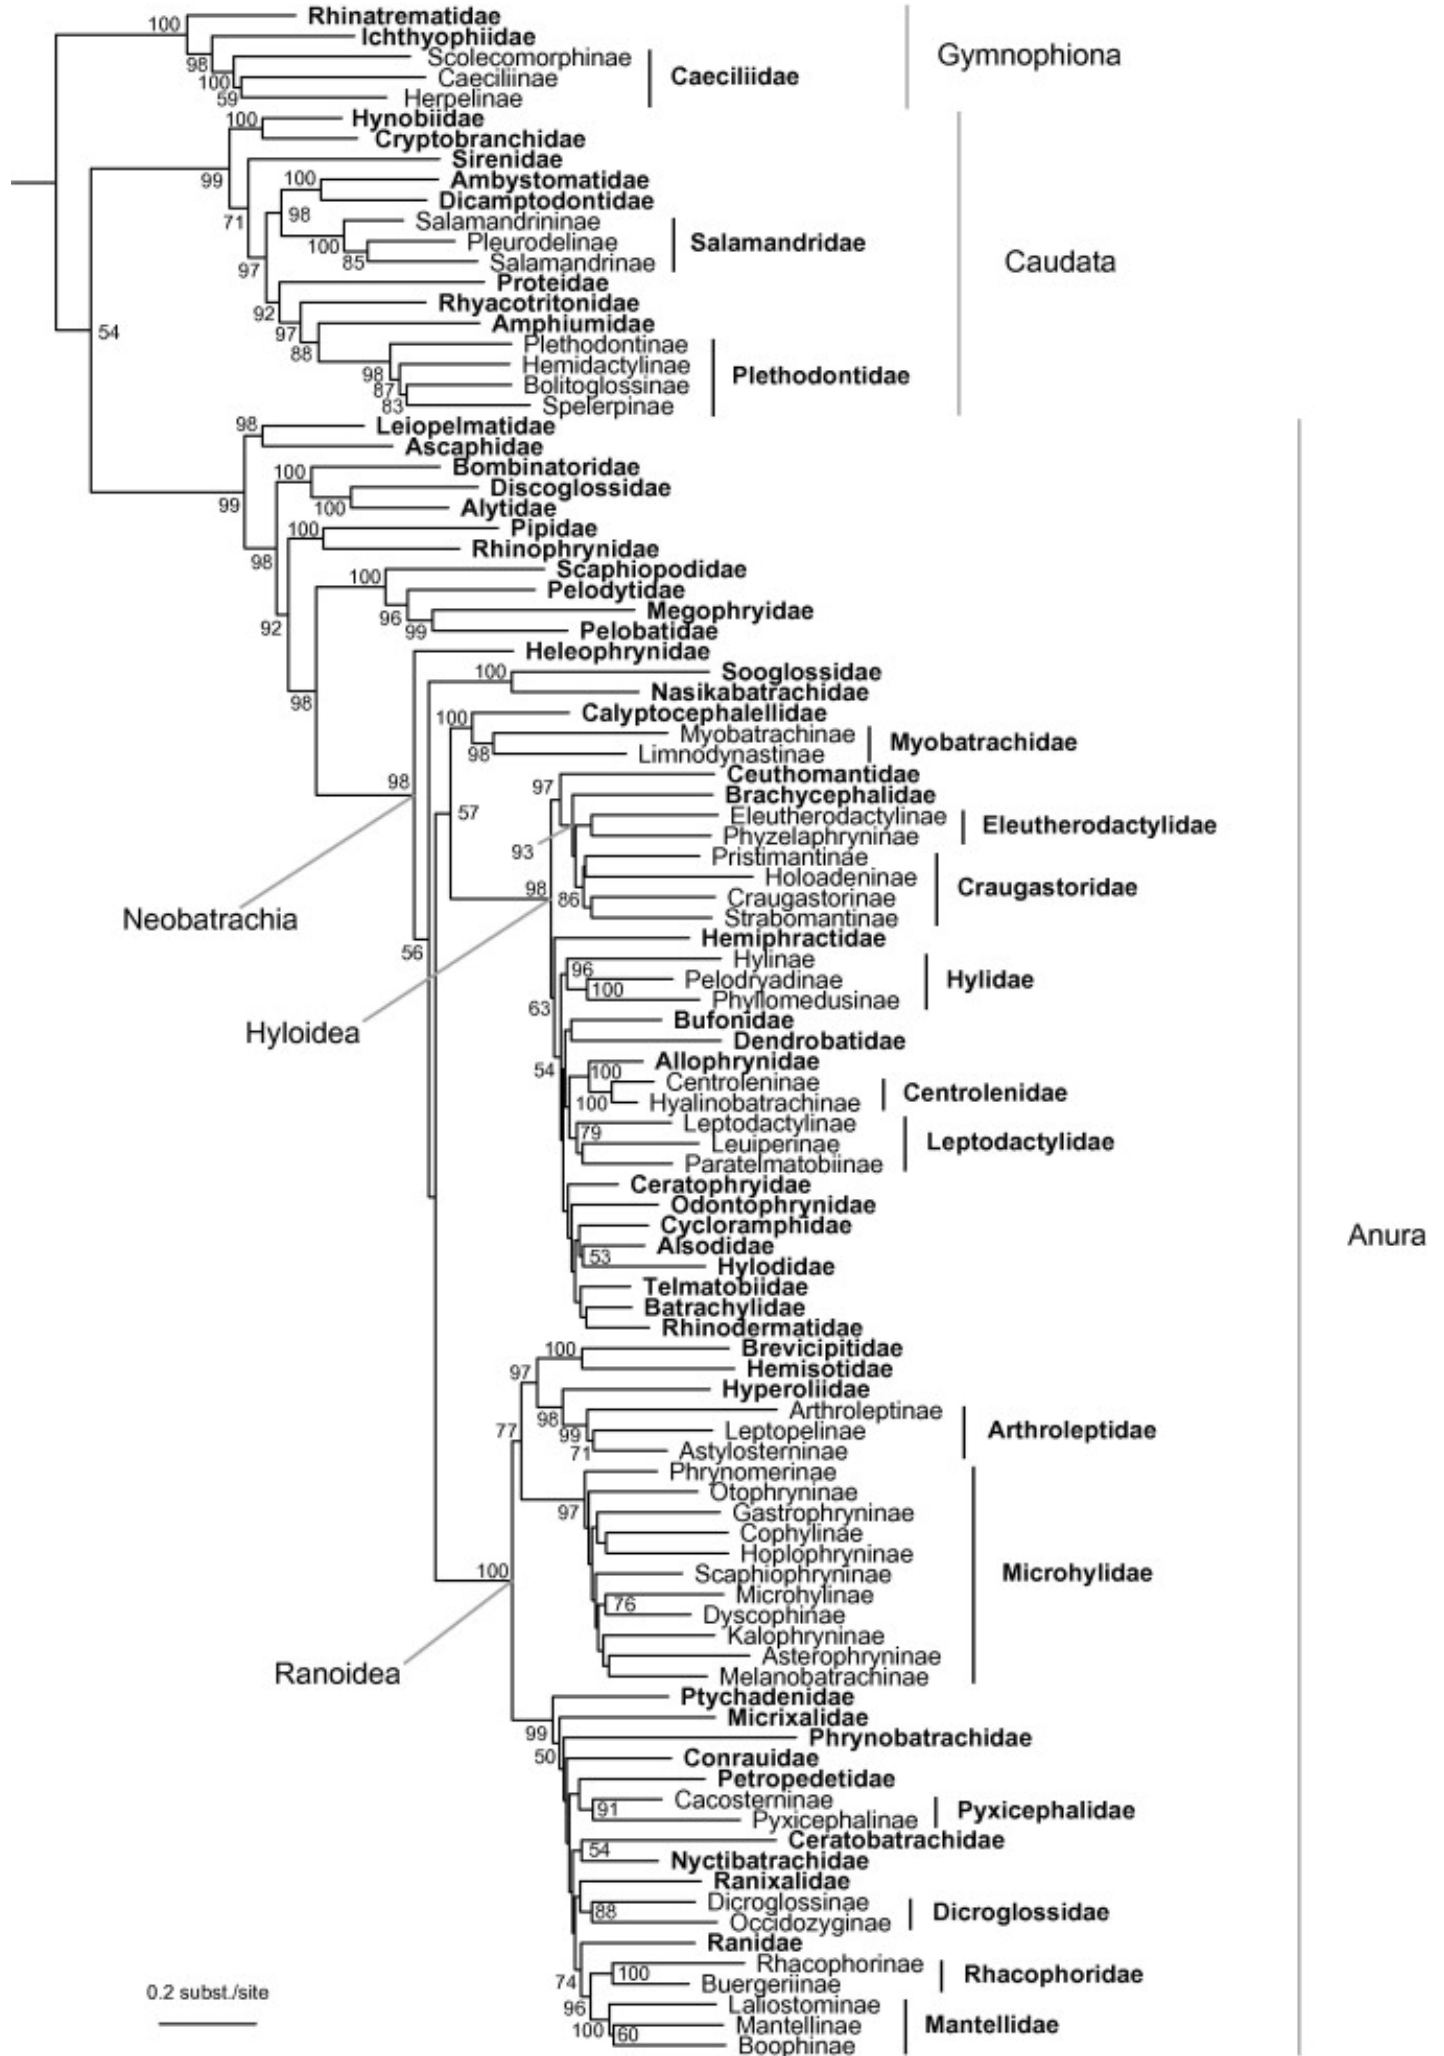 Rhinatrematidae
100
Ichthyophiidae
98
Scolecomorphinae
100
Caeciliinae
59
Herpelinae
Caeciliidae
Gymnophiona
Hynobiidae
100
Cryptobranchidae
99
Sirenidae
71
Ambystomatidae
100
Dicamptodontidae
98
Salamandrininae
100
Pleurodelinae
85
Salamandrinae
Salamandridae
97
Proteidae
92
Rhyacotritonidae
97
Amphiumidae
88
Plethodontinae
98
Hemidactylinae
87
Bolitoglossinae
83
Spelerpinae
Plethodontidae
Caudata
54
Leiopelmatidae
98
Ascaphidae
99
Bombinatoridae
100
Discoglossidae
100
Alytidae
98
Pipidae
100
Rhinophrynidae
92
Scaphiopodidae
100
Pelodytidae
96
Megophryidae
99
Pelobatidae
98
Heleophrynidae
98
Neobatrachia
Sooglossidae
100
Nasikabatrachidae
56
Calyptocephalellidae
100
Myobatrachinae
98
Limnodynastinae
Myobatrachidae
57
Ceuthomantidae
97
Brachycephalidae
93
Eleutherodactylinae
Phyzelaphryninae
Eleutherodactylidae
Pristimantinae
Holoadeninae
86
Craugastorinae
Strabomantinae
Craugastoridae
98
Hyloidea
Hemiphractidae
63
Hylinae
96
Pelodryadinae
100
Phyllomedusinae
Hylidae
54
Bufonidae
Dendrobatidae
Allophrynidae
100
Centroleninae
100
Hyalinobatrachinae
Centrolenidae
Leptodactylinae
79
Leuiperinae
Paratelmatobiinae
Leptodactylidae
Ceratophryidae
Odontophrynidae
Cycloramphidae
Alsodidae
53
Hylodidae
Telmatobiidae
Batrachylidae
Rhinodermatidae
Anura
Brevicipitidae
100
Hemisotidae
97
Hyperoliidae
98
Arthroleptinae
99
Leptopelinae
71
Astylosterninae
Arthroleptidae
77
Phrynomerinae
97
Otophryninae
Gastrophryninae
Cophylinae
Hoplophryninae
Scaphiophryninae
Microhylinae
76
Dyscophinae
Kalophryninae
Asterophryninae
Melanobatrachinae
Microhylidae
100
Ranoidea
Ptychadenidae
99
Micrixalidae
50
Phrynobatrachidae
Conrauidae
Petropedetidae
Cacosterninae
91
Pyxicephalinae
Pyxicephalidae
Ceratobatrachidae
54
Nyctibatrachidae
Ranixalidae
Dicroglossinae
88
Occidozyginae
Dicroglossidae
Ranidae
74
Rhacophorinae
100
Buergeriinae
Rhacophoridae
96
Laliostominae
100
Mantellinae
60
Boophinae
Mantellidae
0.2 subst./site